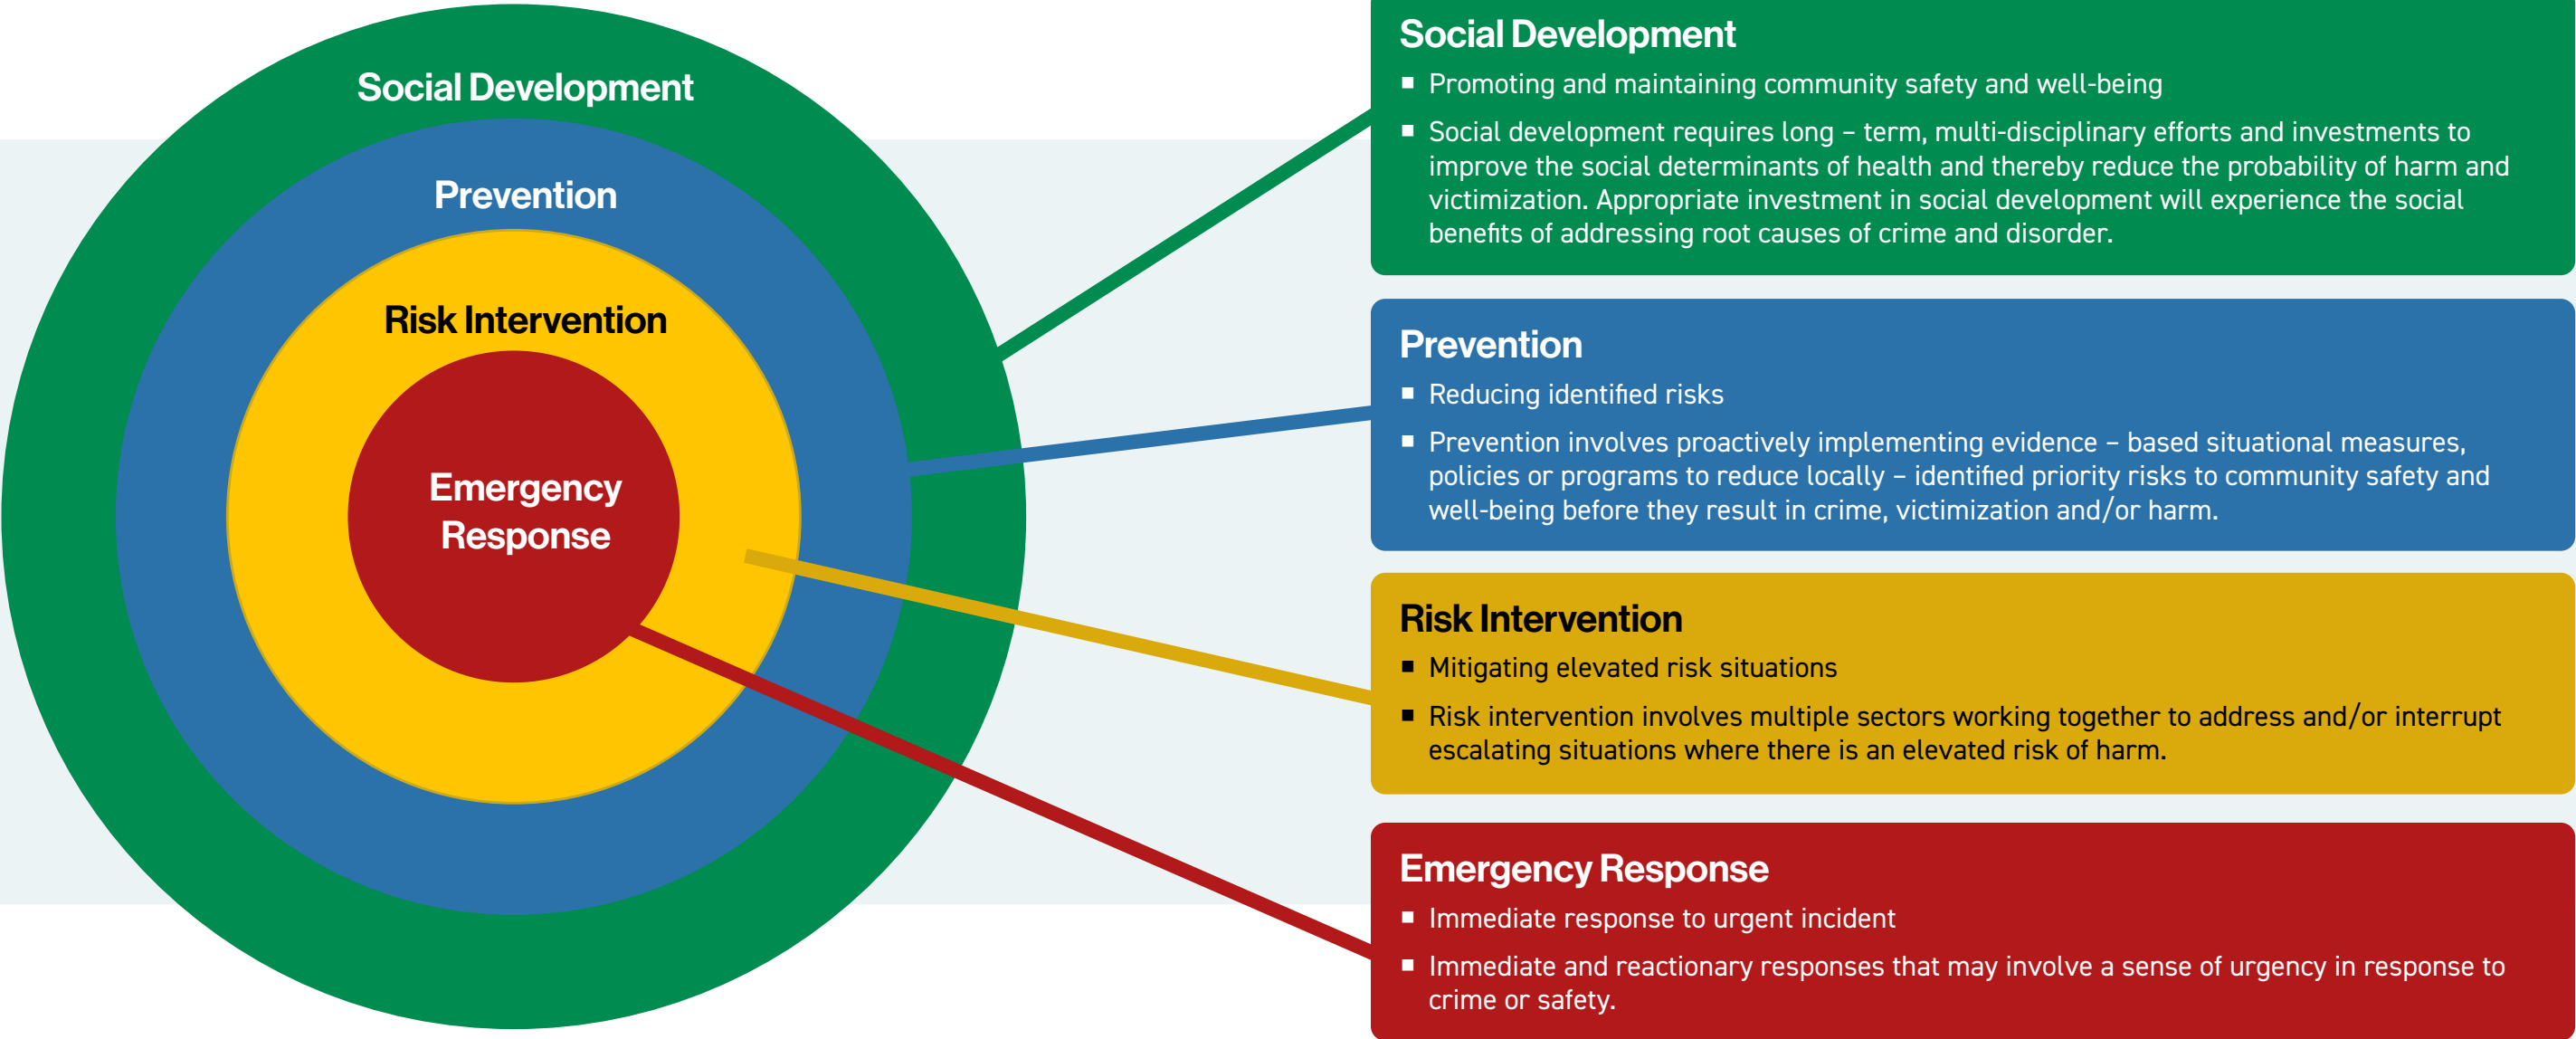 Social Development
Prevention
Risk Intervention
Emergency
Response
Social Development
▪ Promoting and maintaining community safety and well-being
▪ Social development requires long – term, multi-disciplinary efforts and investments to
improve the social determinants of health and thereby reduce the probability of harm and
victimization. Appropriate investment in social development will experience the social
benefits of addressing root causes of crime and disorder.
Prevention
▪ Reducing identified risks
▪ Prevention involves proactively implementing evidence – based situational measures,
policies or programs to reduce locally – identified priority risks to community safety and
well-being before they result in crime, victimization and/or harm.
Risk Intervention
▪ Mitigating elevated risk situations
▪ Risk intervention involves multiple sectors working together to address and/or interrupt
escalating situations where there is an elevated risk of harm.
Emergency Response
▪ Immediate response to urgent incident
▪ Immediate and reactionary responses that may involve a sense of urgency in response to
crime or safety.